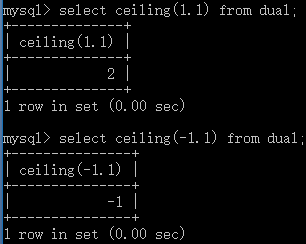 mysql> select ceiling(1.1) from dual;
+--------------+
| ceiling(1.1) |
+--------------+
|            2 |
+--------------+
1 row in set (0.00 sec)
mysql> select ceiling(-1.1) from dual;
+---------------+
| ceiling(-1.1) |
+---------------+
|            -1 |
+---------------+
1 row in set (0.00 sec)